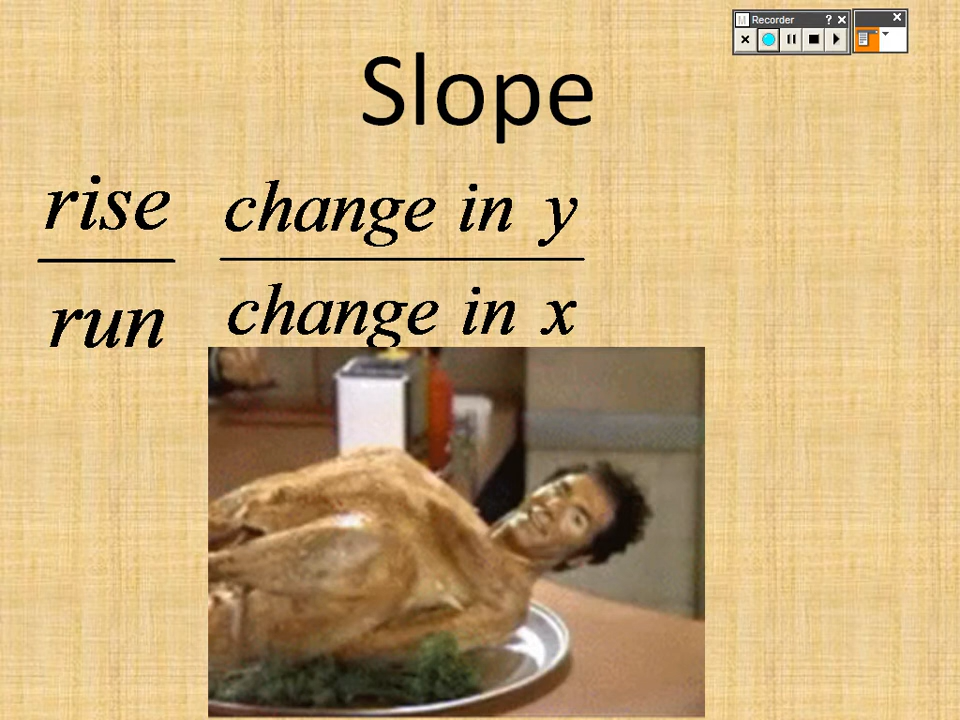 M Recorder ? ×
Slope
rise
run
change in y
change in x